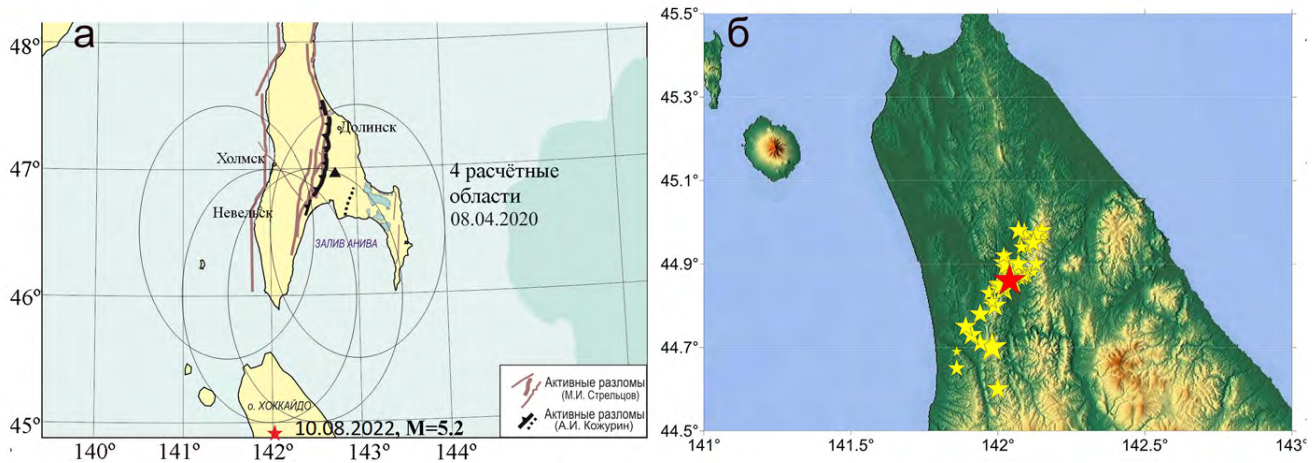 а
48°
47°
46°
45°
Долинск
Холмск
Невельск
ЗАЛИВ АНИВА
4 расчётные
области
08.04.2020
о. ХОККАЙДО
10.08.2022, М=5.2
Активные разломы
(М.И. Стрельцов)
Активные разломы
(А.И. Кожурин)
140° 141° 142° 143° 144°
б
45.5°
45.3°
45.1°
44.9°
44.7°
44.5°
141° 141.5° 142° 142.5° 143°